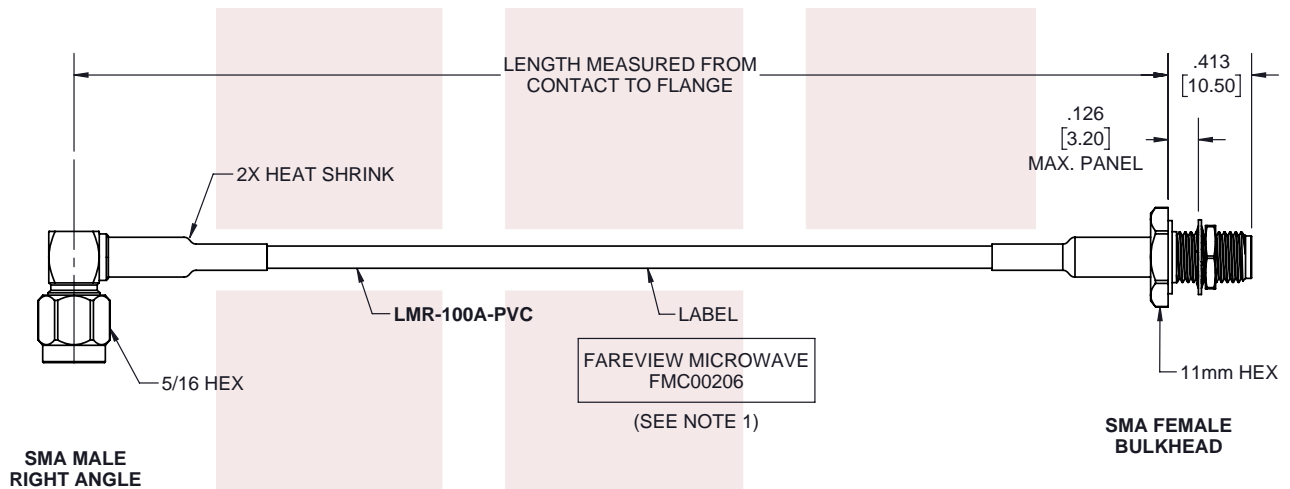 LENGTH MEASURED FROM
CONTACT TO FLANGE
.413
[10.50]
.126
[3.20]
MAX. PANEL
2X HEAT SHRINK
LMR-100A-PVC
LABEL
FAREVIEW MICROWAVE
FMC00206
(SEE NOTE 1)
5/16 HEX
11mm HEX
SMA MALE
RIGHT ANGLE
SMA FEMALE
BULKHEAD